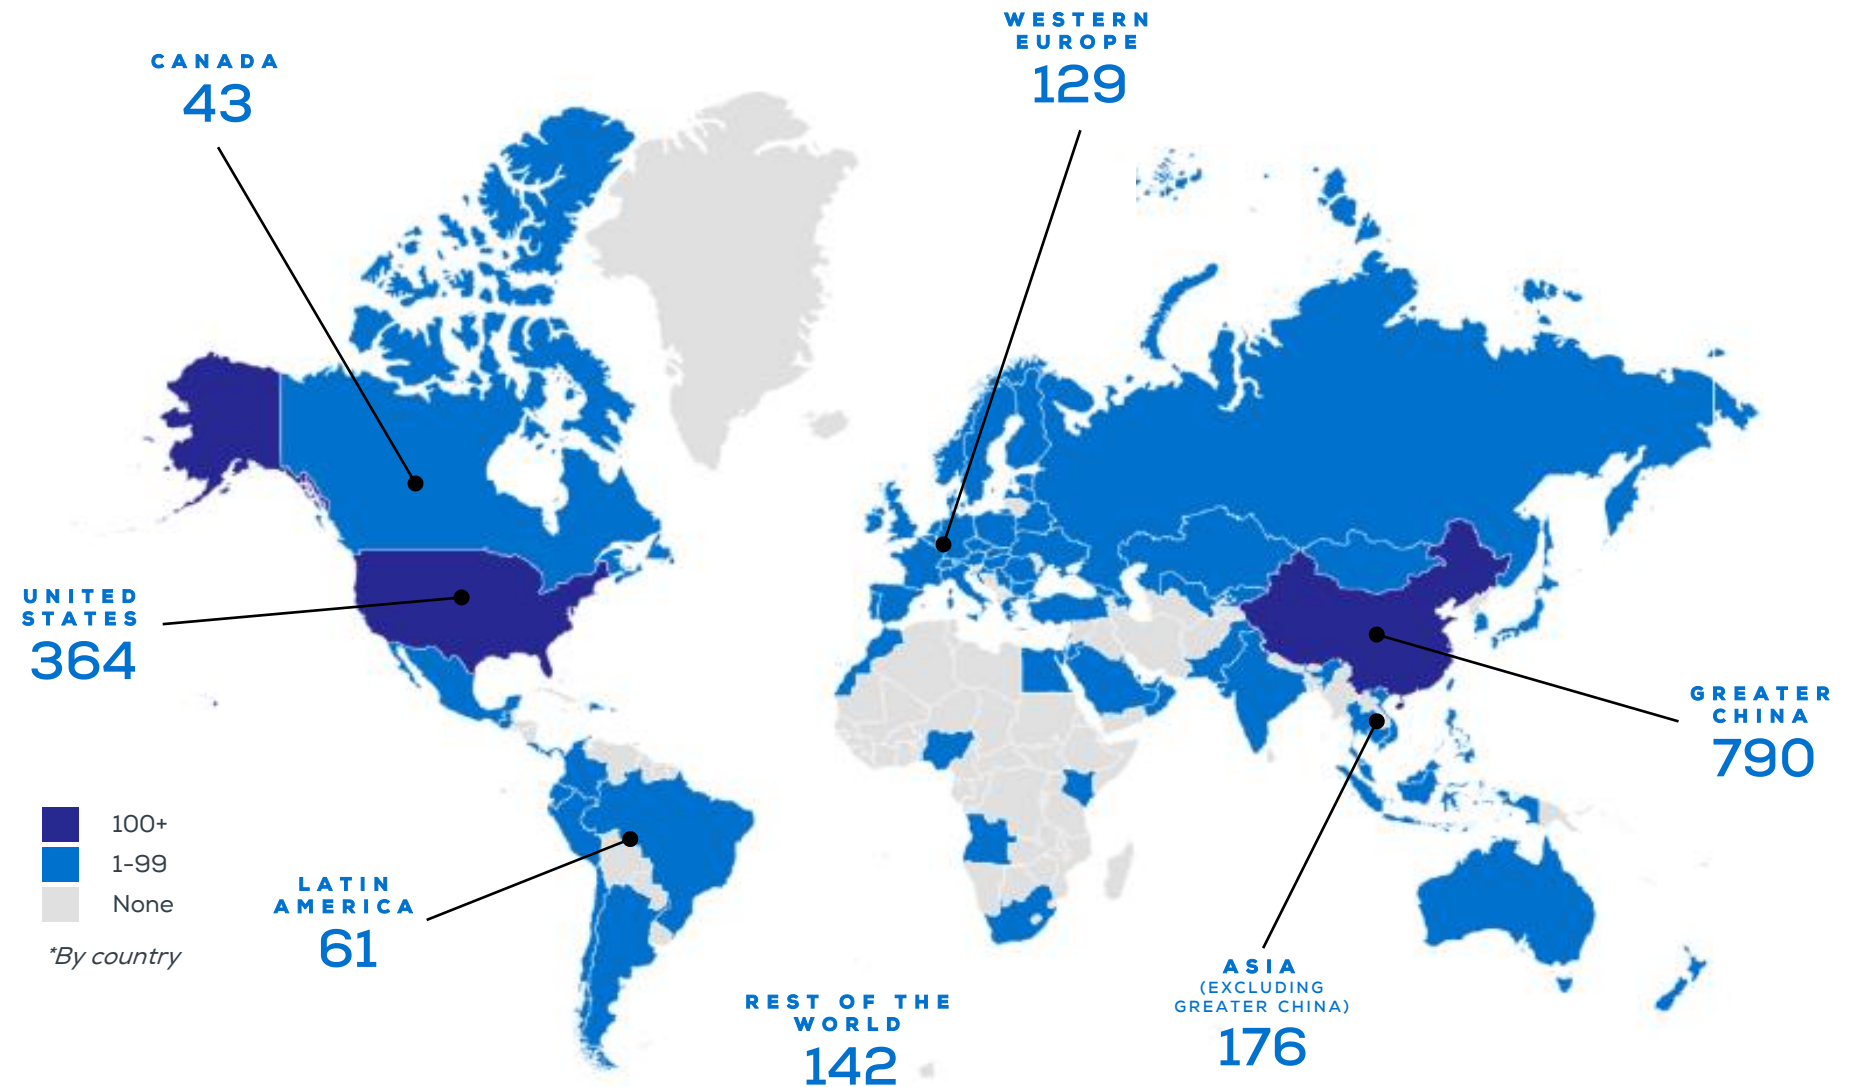 WESTERN
EUROPE
129
CANADA
43
UNITED
STATES
364
GREATER
CHINA
790
100+
1-99
None
*By country
LATIN
AMERICA
61
REST OF THE
WORLD
142
ASIA
(EXCLUDING
GREATER CHINA)
176